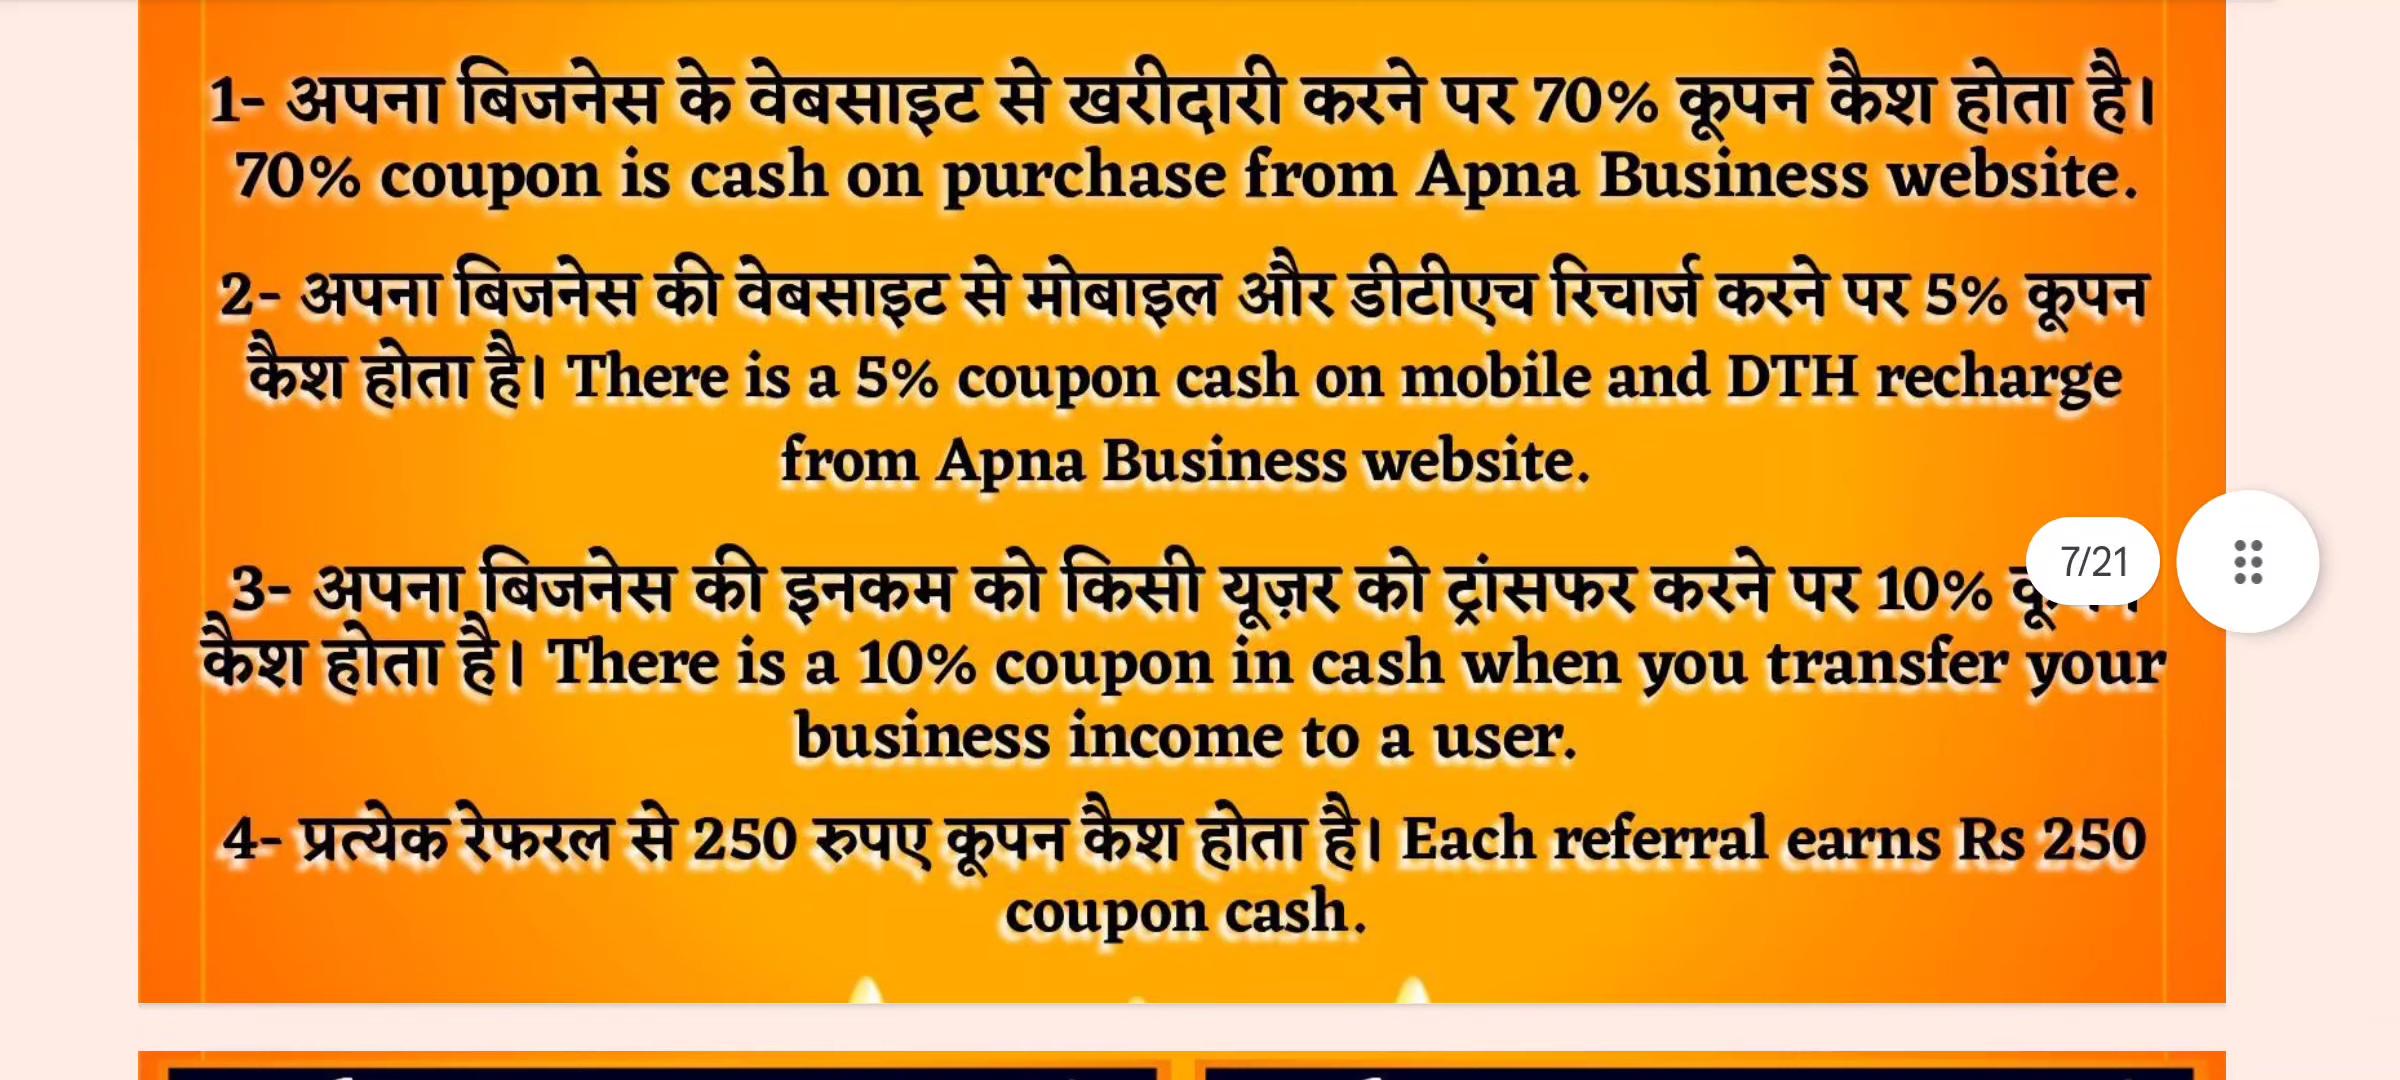 1- अपना बिजनेस के वेबसाइट से खरीदारी करने पर 70% कूपन कैश होता है।
70% coupon is cash on purchase from Apna Business website.
2- अपना बिजनेस की वेबसाइट से मोबाइल और डीटीएच रिचार्ज करने पर 5% कूपन
कैश होता है। There is a 5% coupon cash on mobile and DTH recharge
from Apna Business website.
3- अपना बिजनेस की इनकम को किसी यूज़र को ट्रांसफर करने पर 10%
7/21
कैश होता है। There is a 10% coupon in cash when you transfer your
business income to a user.
4- प्रत्येक रेफरल से 250 रुपए कूपन कैश होता है। Each referral earns Rs 250
coupon cash.